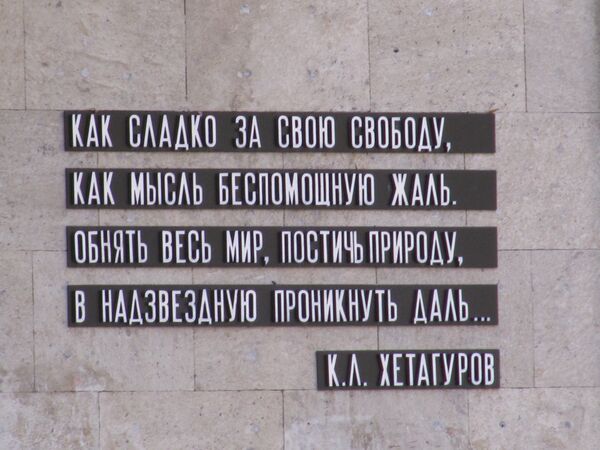 КАК СЛАДКО ЗА СВОЮ СВОБОДУ,
КАК МЫСЛЬ БЕСПОМОЩНУЮ ЖАЛЬ.
ОБНЯТЬ ВЕСЬ МИР, ПОСТИЧЬ ПРИРОДУ,
В НАДЗВЕЗДНУЮ ПРОНИКНУТЬ ДАЛЬ...
К.Л. ХЕТАГУРОВ